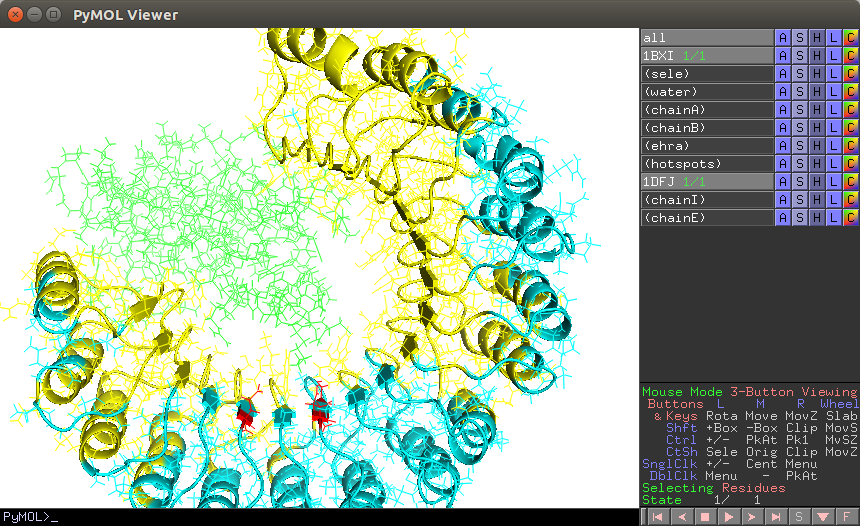 PyMOL Viewer
all A S H L C
1BXI 1/1 A S H L C
(sele) A S H L C
(water) A S H L C
(chainA) A S H L C
(chainB) A S H L C
(ehra) A S H L C
(hotspots) A S H L C
1DFJ 1/1 A S H L C
(chainI) A S H L C
(chainE) A S H L C
Mouse Mode 3-Button Viewing
Buttons L M R Wheel
& Keys Rota Move MovZ Slab
Shft +Box -Box Clip MovS
Ctrl +/- PkAt Pk1 MvSZ
CtSh Sele Orig Clip MovZ
SnglClk +/- Cent Menu
DblClk Menu - PkAt
Selecting Residues
State 1/ 1
PyMOL>_
S F